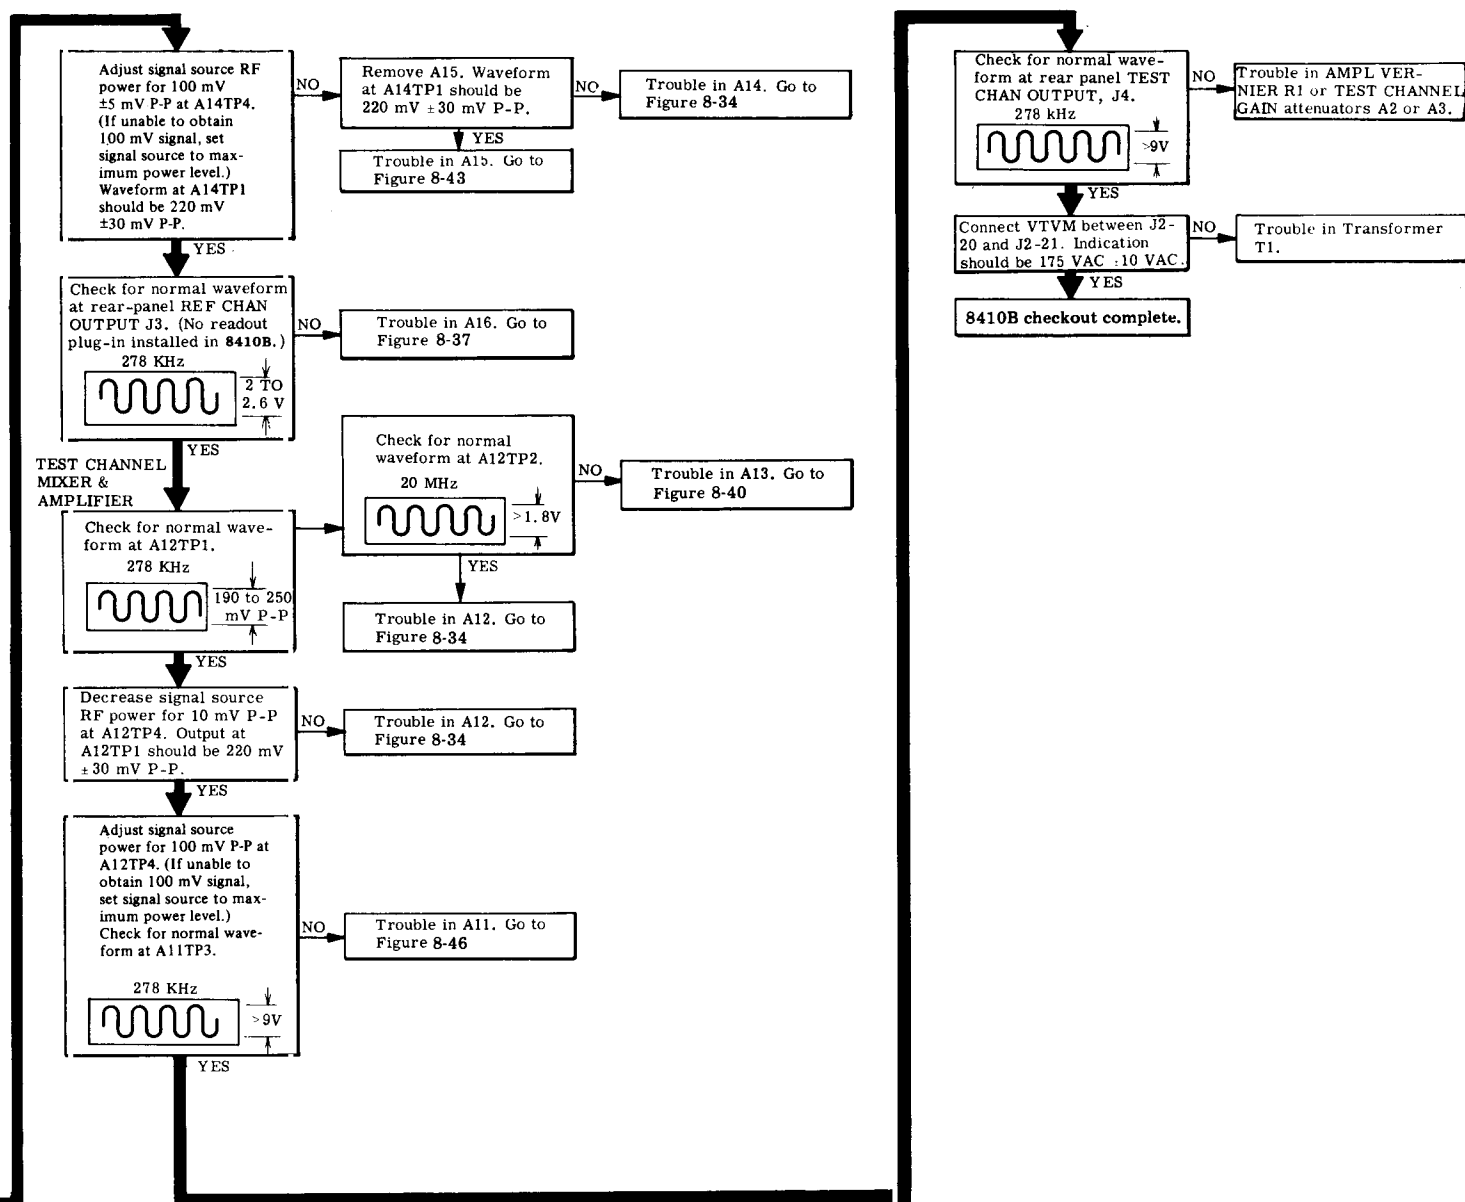 Adjust signal source RF
power for 100 mV
±5 mV P-P at A14TP4.
(If unable to obtain
100 mV signal, set
signal source to max-
imum power level.)
Waveform at A14TP1
should be 220 mV
±30 mV P-P.
NO
Remove A15. Waveform
at A14TP1 should be
220 mV ±30 mV P-P.
NO
Trouble in A14. Go to
Figure 8-34
YES
Trouble in A15. Go to
Figure 8-43
YES
Check for normal waveform
at rear-panel REF CHAN
OUTPUT J3. (No readout
plug-in installed in 8410B.)
278 KHz
2 TO
2.6 V
NO
Trouble in A16. Go to
Figure 8-37
YES
TEST CHANNEL
MIXER &
AMPLIFIER
Check for normal wave-
form at A12TP1.
278 KHz
190 to 250
mV P-P
Check for normal
waveform at A12TP2.
20 MHz
>1.8V
NO
Trouble in A13. Go to
Figure 8-40
YES
Trouble in A12. Go to
Figure 8-34
YES
Decrease signal source
RF power for 10 mV P-P
at A12TP4. Output at
A12TP1 should be 220 mV
±30 mV P-P.
NO
Trouble in A12. Go to
Figure 8-34
YES
Adjust signal source
power for 100 mV P-P at
A12TP4. (If unable to
obtain 100 mV signal,
set signal source to max-
imum power level.)
Check for normal wave-
form at A11TP3.
278 KHz
>9V
NO
Trouble in A11. Go to
Figure 8-46
YES
Check for normal wave-
form at rear panel TEST
CHAN OUTPUT, J4.
278 kHz
>9V
NO
Trouble in AMPL VER-
NIER R1 or TEST CHANNEL
GAIN attenuators A2 or A3.
YES
Connect VTVM between J2-
20 and J2-21. Indication
should be 175 VAC ±10 VAC.
NO
Trouble in Transformer
T1.
YES
8410B checkout complete.